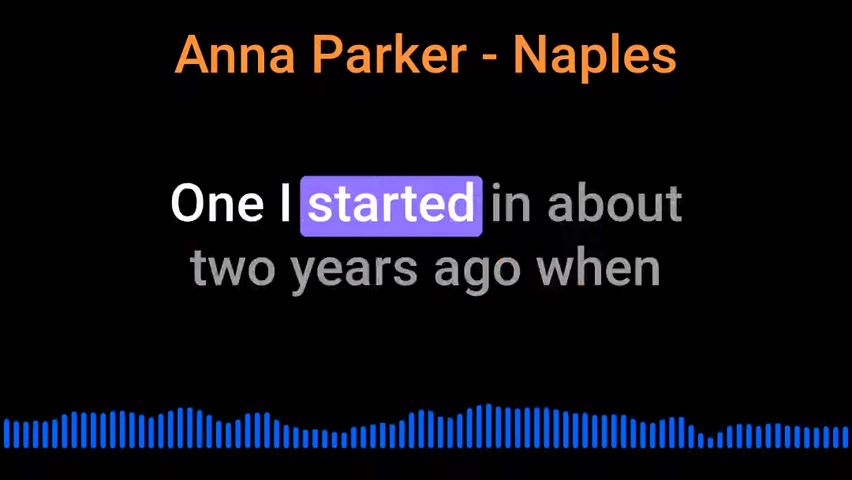 Anna Parker - Naples
One I started in about
two years ago when